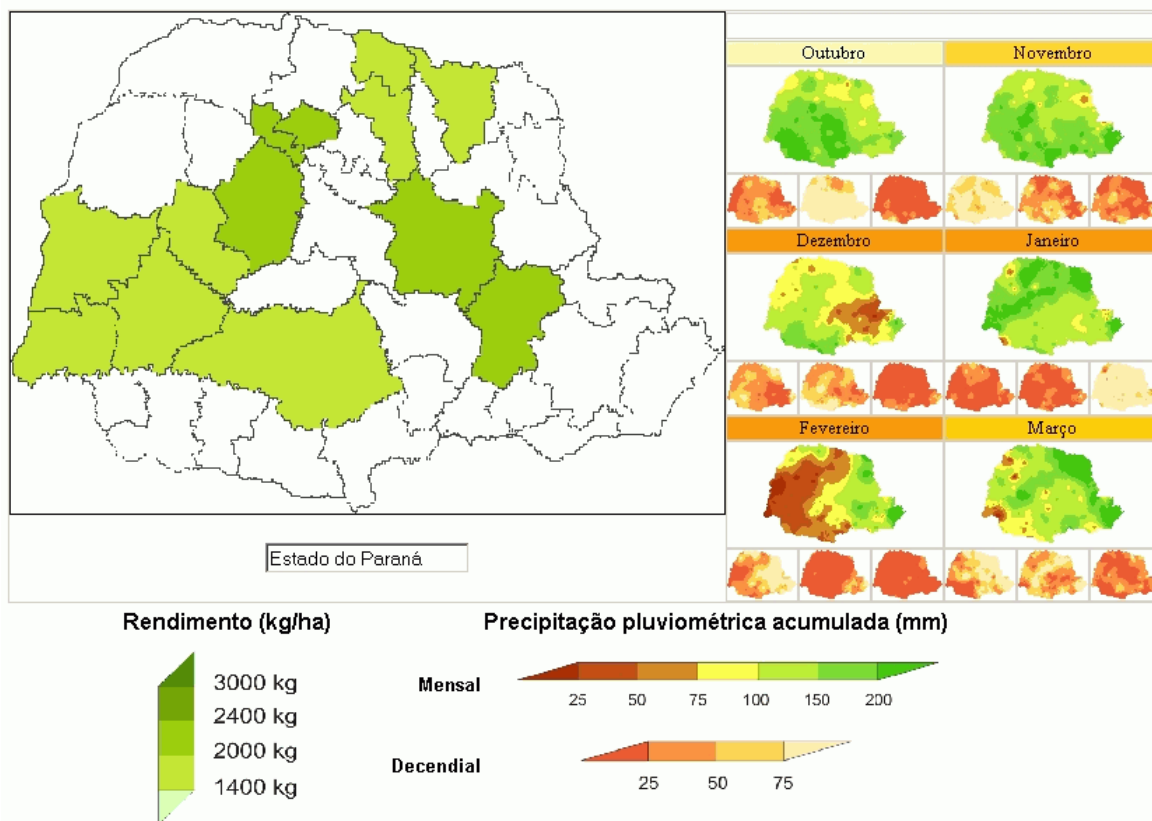 Outubro
Novembro
Dezembro
Janeiro
Fevereiro
Março
Estado do Paraná
Rendimento (kg/ha)
3000 kg
2400 kg
2000 kg
1400 kg
Precipitação pluviométrica acumulada (mm)
Mensal
25 50 75 100 150 200
Decendial
25 50 75